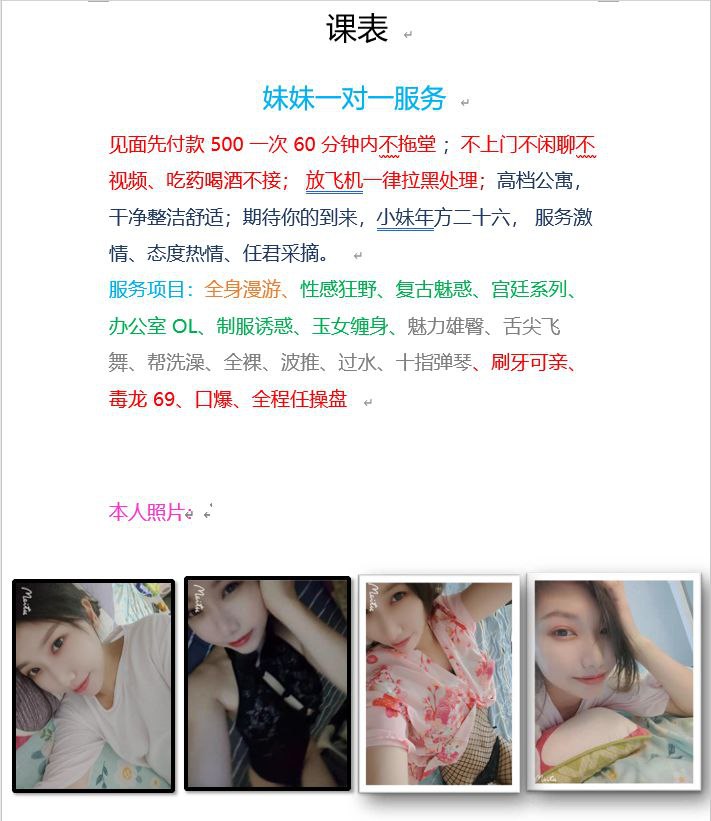 课表
妹妹一对一服务
见面先付款 500 一次 60 分钟内不拖堂 ；不上门不闲聊不
视频、吃药喝酒不接； 放飞机一律拉黑处理；高档公寓，
干净整洁舒适；期待你的到来，小妹年方二十六， 服务激
情、态度热情、任君采摘。
服务项目：全身漫游、性感狂野、复古魅惑、宫廷系列、
办公室 OL、制服诱惑、玉女缠身、魅力雄臀、舌尖飞
舞、帮洗澡、全裸、波推、过水、十指弹琴、刷牙可亲、
毒龙 69、口爆、全程任操盘
本人照片
Meitu
Meitu
Meitu
Meitu